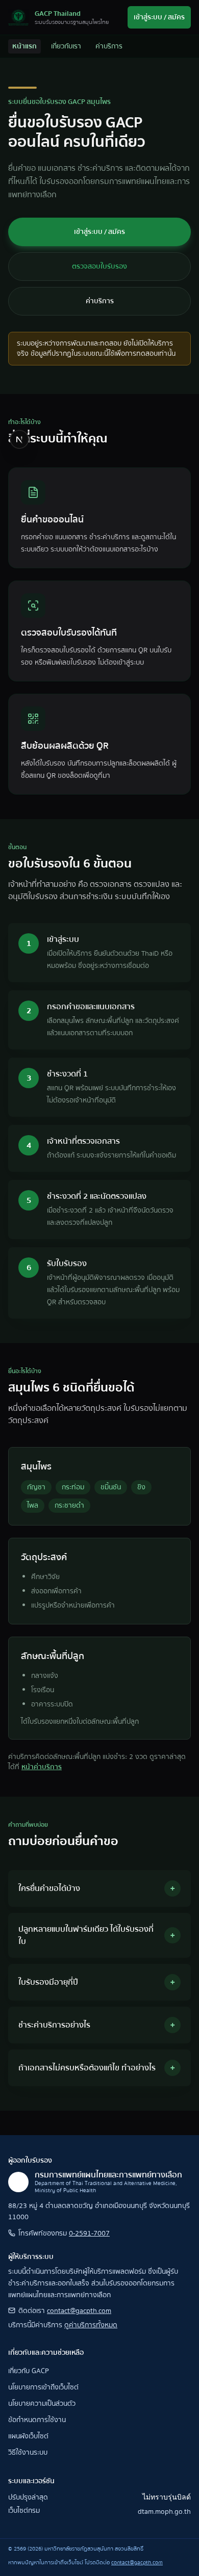 GACP Thailand
ระบบรับรองมาตรฐานสมุนไพรไทย
เข้าสู่ระบบ / สมัคร
หน้าแรก
เกี่ยวกับเรา
ค่าบริการ
ระบบยื่นขอใบรับรอง GACP สมุนไพร
ยื่นขอใบรับรอง GACP
ออนไลน์ ครบในที่เดียว
ยื่นคำขอ แนบเอกสาร ชำระค่าบริการ และติดตามผลได้จาก
ที่ไหนก็ได้ ใบรับรองออกโดยกรมการแพทย์แผนไทยและการ
แพทย์ทางเลือก
เข้าสู่ระบบ / สมัคร
ตรวจสอบใบรับรอง
ค่าบริการ
ระบบอยู่ระหว่างการพัฒนาและทดสอบ ยังไม่เปิดให้บริการ
จริง ข้อมูลที่ปรากฏในระบบขณะนี้ใช้เพื่อการทดสอบเท่านั้น
ทำอะไรได้บ้าง
ระบบนี้ทำให้คุณ
N
ยื่นคำขอออนไลน์
กรอกคำขอ แนบเอกสาร ชำระค่าบริการ และดูสถานะได้ใน
ระบบเดียว ระบบบอกให้ว่าต้องแนบเอกสารอะไรบ้าง
ตรวจสอบใบรับรองได้ทันที
ใครก็ตรวจสอบใบรับรองได้ ด้วยการสแกน QR บนใบรับ
รอง หรือพิมพ์เลขใบรับรอง ไม่ต้องเข้าสู่ระบบ
สืบย้อนผลผลิตด้วย QR
หลังได้ใบรับรอง บันทึกรอบการปลูกและล็อตผลผลิตได้ ผู้
ซื้อสแกน QR ของล็อตเพื่อดูที่มา
ขั้นตอน
ขอใบรับรองใน 6 ขั้นตอน
เจ้าหน้าที่ทำสามอย่าง คือ ตรวจเอกสาร ตรวจแปลง และ
อนุมัติใบรับรอง ส่วนการชำระเงิน ระบบบันทึกให้เอง
1
เข้าสู่ระบบ
เมื่อเปิดให้บริการ ยืนยันตัวตนด้วย ThaiD หรือ
หมอพร้อม ซึ่งอยู่ระหว่างการเชื่อมต่อ
2
กรอกคำขอและแนบเอกสาร
เลือกสมุนไพร ลักษณะพื้นที่ปลูก และวัตถุประสงค์
แล้วแนบเอกสารตามที่ระบบบอก
3
ชำระงวดที่ 1
สแกน QR พร้อมเพย์ ระบบบันทึกการชำระให้เอง
ไม่ต้องรอเจ้าหน้าที่อนุมัติ
4
เจ้าหน้าที่ตรวจเอกสาร
ถ้าต้องแก้ ระบบจะแจ้งรายการให้แก้ในคำขอเดิม
5
ชำระงวดที่ 2 และนัดตรวจแปลง
เมื่อชำระงวดที่ 2 แล้ว เจ้าหน้าที่จึงนัดวันตรวจ
และลงตรวจที่แปลงปลูก
6
รับใบรับรอง
เจ้าหน้าที่ผู้อนุมัติพิจารณาผลตรวจ เมื่ออนุมัติ
แล้วได้ใบรับรองแยกตามลักษณะพื้นที่ปลูก พร้อม
QR สำหรับตรวจสอบ
ยื่นอะไรได้บ้าง
สมุนไพร 6 ชนิดที่ยื่นขอได้
หนึ่งคำขอเลือกได้หลายวัตถุประสงค์ ใบรับรองไม่แยกตาม
วัตถุประสงค์
สมุนไพร
กัญชา
กระท่อม
ขมิ้นชัน
ขิง
ไพล
กระชายดำ
วัตถุประสงค์
ศึกษาวิจัย
ส่งออกเพื่อการค้า
แปรรูปหรือจำหน่ายเพื่อการค้า
ลักษณะพื้นที่ปลูก
กลางแจ้ง
โรงเรือน
อาคารระบบปิด
ได้ใบรับรองแยกหนึ่งใบต่อลักษณะพื้นที่ปลูก
ค่าบริการคิดต่อลักษณะพื้นที่ปลูก แบ่งชำระ 2 งวด ดูราคาล่าสุด
ได้ที่ หน้าค่าบริการ
คำถามที่พบบ่อย
ถามบ่อยก่อนยื่นคำขอ
ใครยื่นคำขอได้บ้าง
ปลูกหลายแบบในฟาร์มเดียว ได้ใบรับรองกี่
ใบ
ใบรับรองมีอายุกี่ปี
ชำระค่าบริการอย่างไร
ถ้าเอกสารไม่ครบหรือต้องแก้ไข ทำอย่างไร
ผู้ออกใบรับรอง
กรมการแพทย์แผนไทยและการแพทย์ทางเลือก
Department of Thai Traditional and Alternative Medicine,
Ministry of Public Health
88/23 หมู่ 4 ตำบลตลาดขวัญ อำเภอเมืองนนทบุรี จังหวัดนนทบุรี
11000
โทรศัพท์ของกรม 0-2591-7007
ผู้ให้บริการระบบ
ระบบนี้ดำเนินการโดยบริษัทผู้ให้บริการแพลตฟอร์ม ซึ่งเป็นผู้รับ
ชำระค่าบริการและออกใบเสร็จ ส่วนใบรับรองออกโดยกรมการ
แพทย์แผนไทยและการแพทย์ทางเลือก
ติดต่อเรา contact@gacpth.com
บริการนี้มีค่าบริการ ดูค่าบริการทั้งหมด
เกี่ยวกับและความช่วยเหลือ
เกี่ยวกับ GACP
นโยบายการเข้าถึงเว็บไซต์
นโยบายความเป็นส่วนตัว
ข้อกำหนดการใช้งาน
แผนผังเว็บไซต์
วิธีใช้งานระบบ
ระบบและเวอร์ชัน
ปรับปรุงล่าสุด
ไม่ทราบรุ่นบิลด์
เว็บไซต์กรม
dtam.moph.go.th
© 2569 (2026) มหาวิทยาลัยราชภัฏสวนสุนันทา สงวนลิขสิทธิ์
หากพบปัญหาในการเข้าถึงเว็บไซต์ โปรดติดต่อ contact@gacpth.com